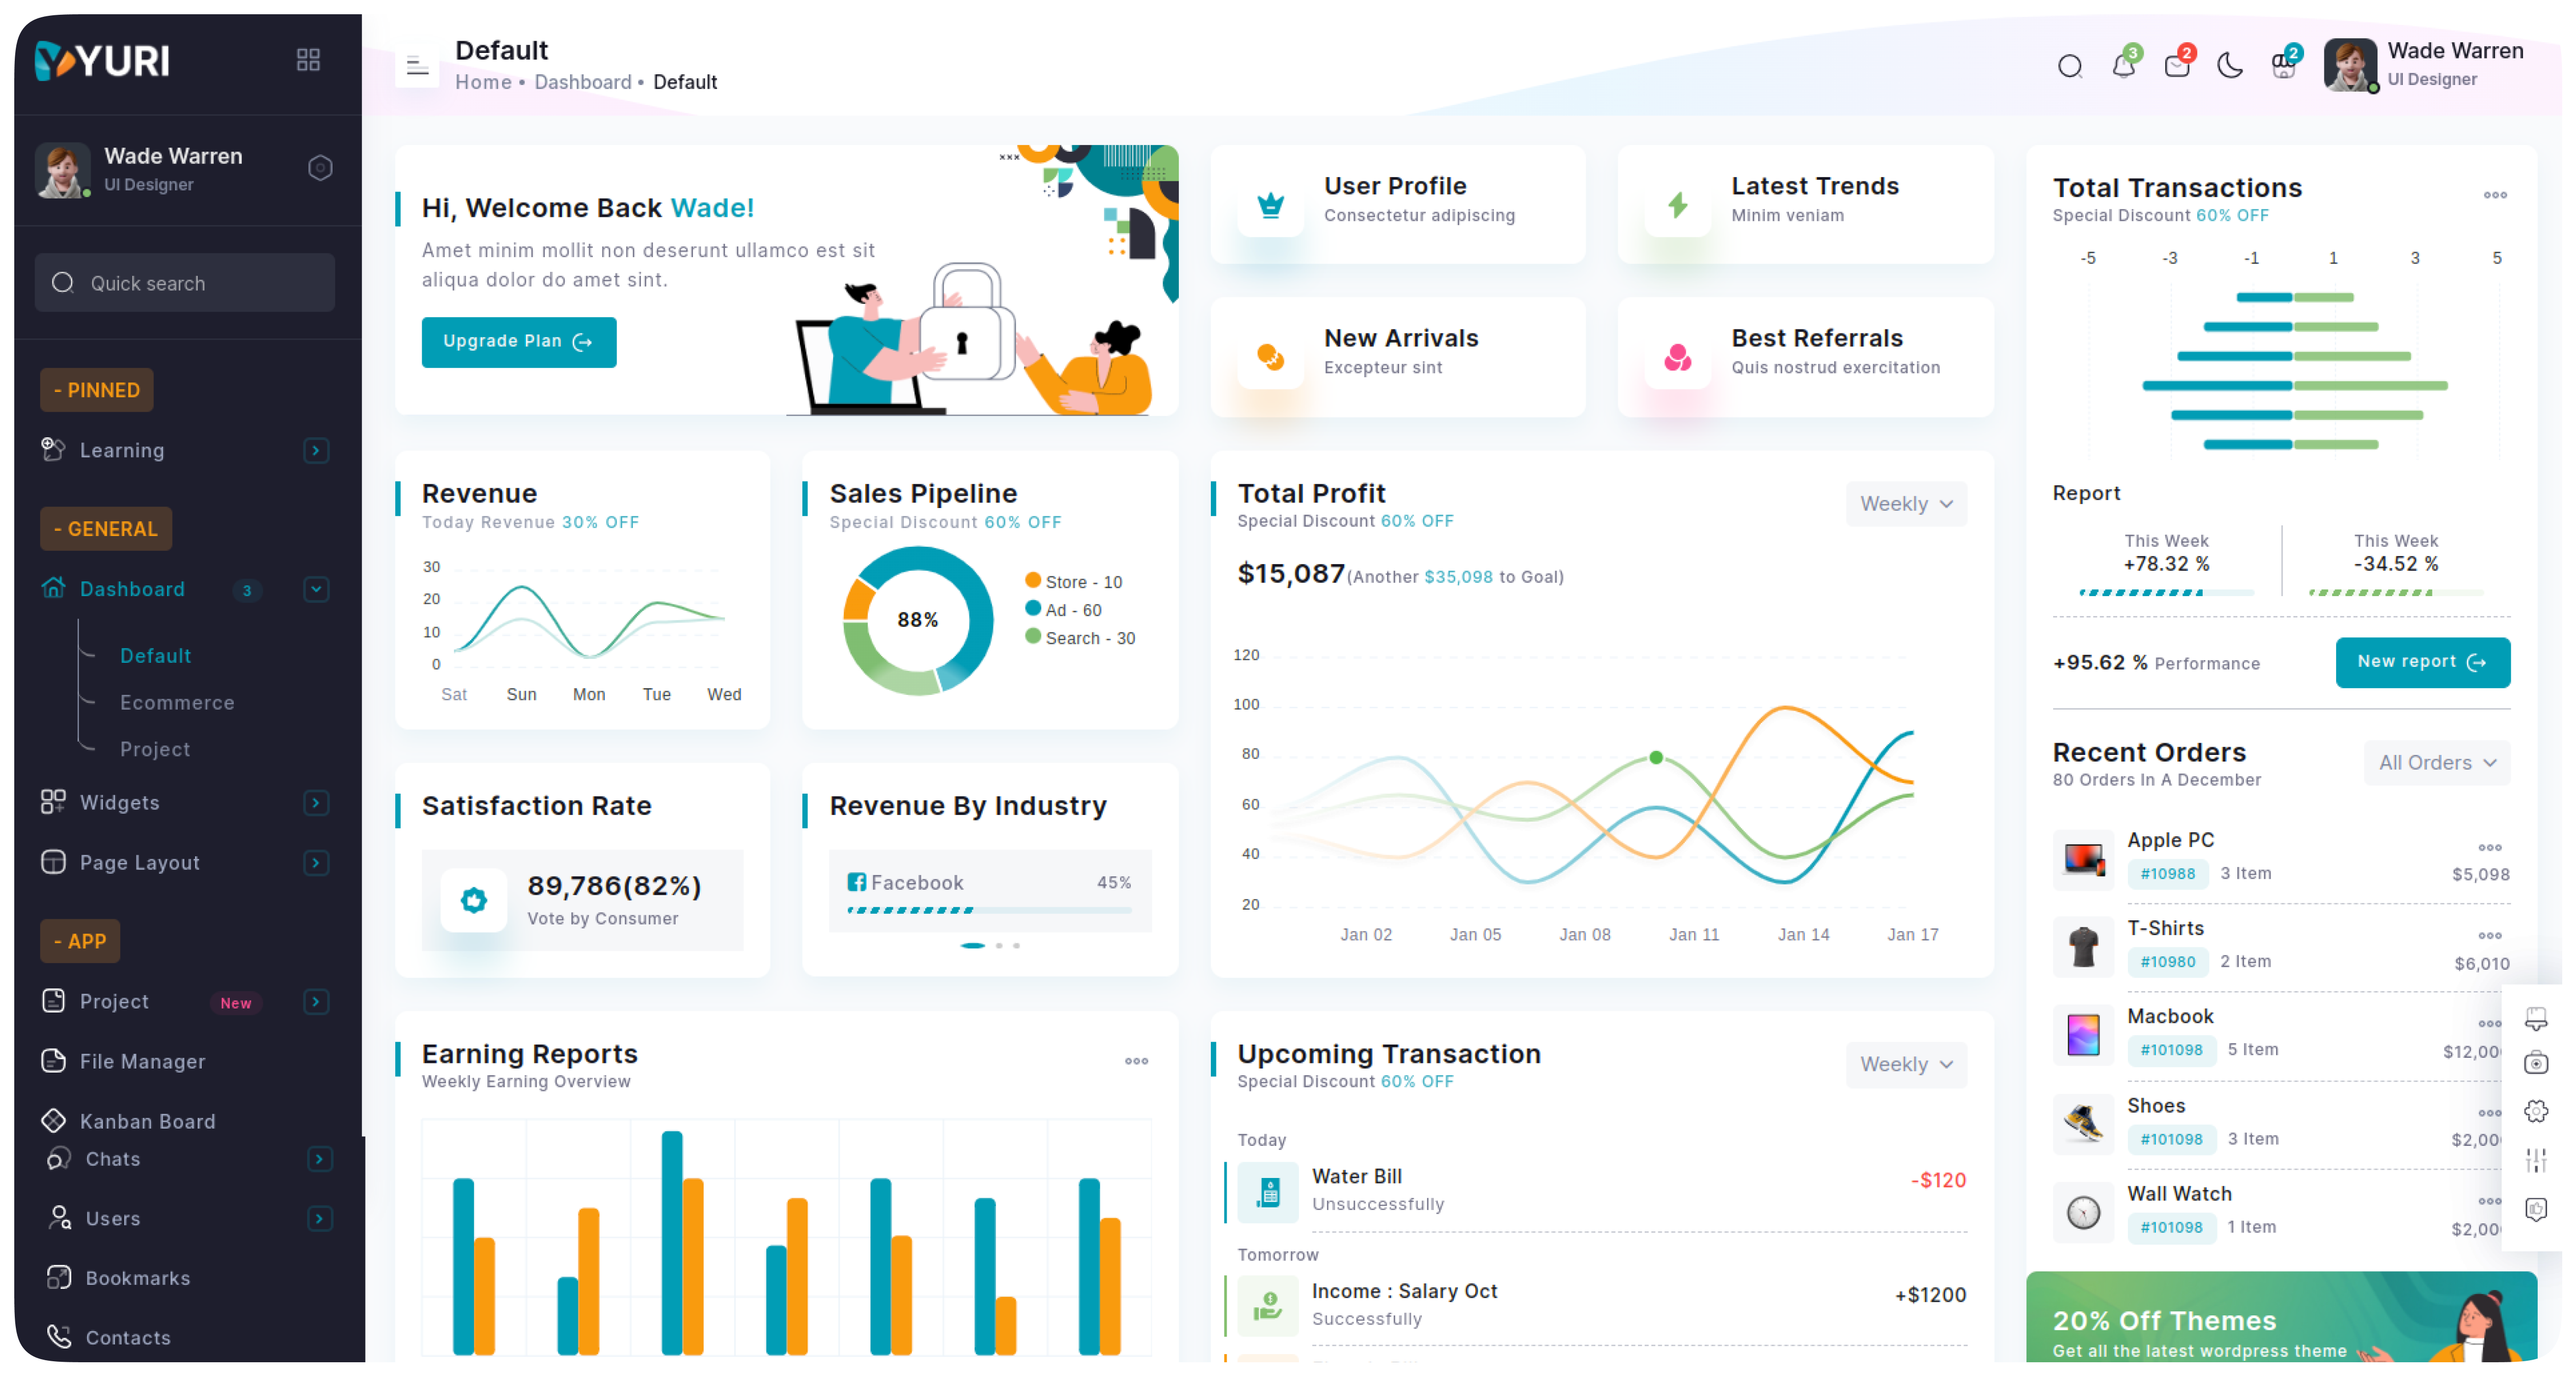 YURI
Wade Warren
UI Designer
Quick search
- PINNED
Learning
- GENERAL
Dashboard 3
Default
Ecommerce
Project
Widgets
Page Layout
- APP
Project New
File Manager
Kanban Board
Chats
Users
Bookmarks
Contacts
Default
Home • Dashboard • Default
3
2
2
Wade Warren
UI Designer
Hi, Welcome Back Wade!
Amet minim mollit non deserunt ullamco est sit
aliqua dolor do amet sint.
Upgrade Plan
User Profile
Consectetur adipiscing
Latest Trends
Minim veniam
New Arrivals
Excepteur sint
Best Referrals
Quis nostrud exercitation
Revenue
Today Revenue 30% OFF
30
20
10
0
Sat Sun Mon Tue Wed
Sales Pipeline
Special Discount 60% OFF
88%
Store - 10
Ad - 60
Search - 30
Satisfaction Rate
89,786(82%)
Vote by Consumer
Revenue By Industry
Facebook 45%
Total Profit
Special Discount 60% OFF
Weekly
$15,087(Another $35,098 to Goal)
120
100
80
60
40
20
Jan 02 Jan 05 Jan 08 Jan 11 Jan 14 Jan 17
Earning Reports
Weekly Earning Overview
Upcoming Transaction
Special Discount 60% OFF
Weekly
Today
Water Bill
Unsuccessfully
-$120
Tomorrow
Income : Salary Oct
Successfully
+$1200
Total Transactions
Special Discount 60% OFF
-5 -3 -1 1 3 5
Report
This Week
+78.32 %
This Week
-34.52 %
+95.62 % Performance
New report
Recent Orders
80 Orders In A December
All Orders
Apple PC
#10988 3 Item
$5,098
T-Shirts
#10980 2 Item
$6,010
Macbook
#101098 5 Item
$12,00
Shoes
#101098 3 Item
$2,00
Wall Watch
#101098 1 Item
$2,00
20% Off Themes
Get all the latest wordpress theme